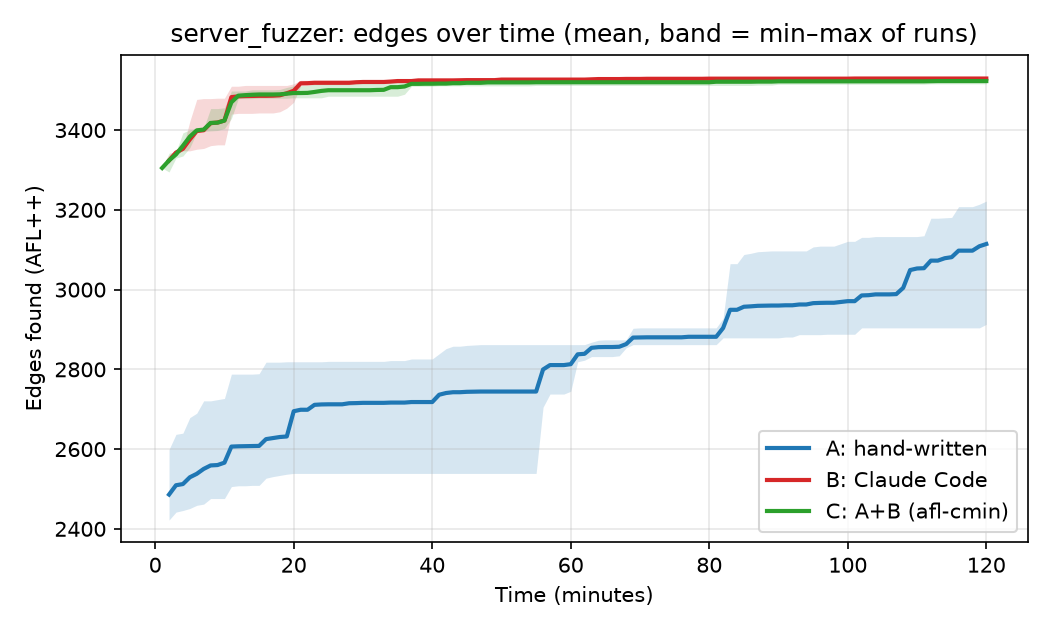 server_fuzzer: edges over time (mean, band = min–max of runs)
Edges found (AFL++)
3400
3200
3000
2800
2600
2400
A: hand-written
B: Claude Code
C: A+B (afl-cmin)
0 20 40 60 80 100 120
Time (minutes)